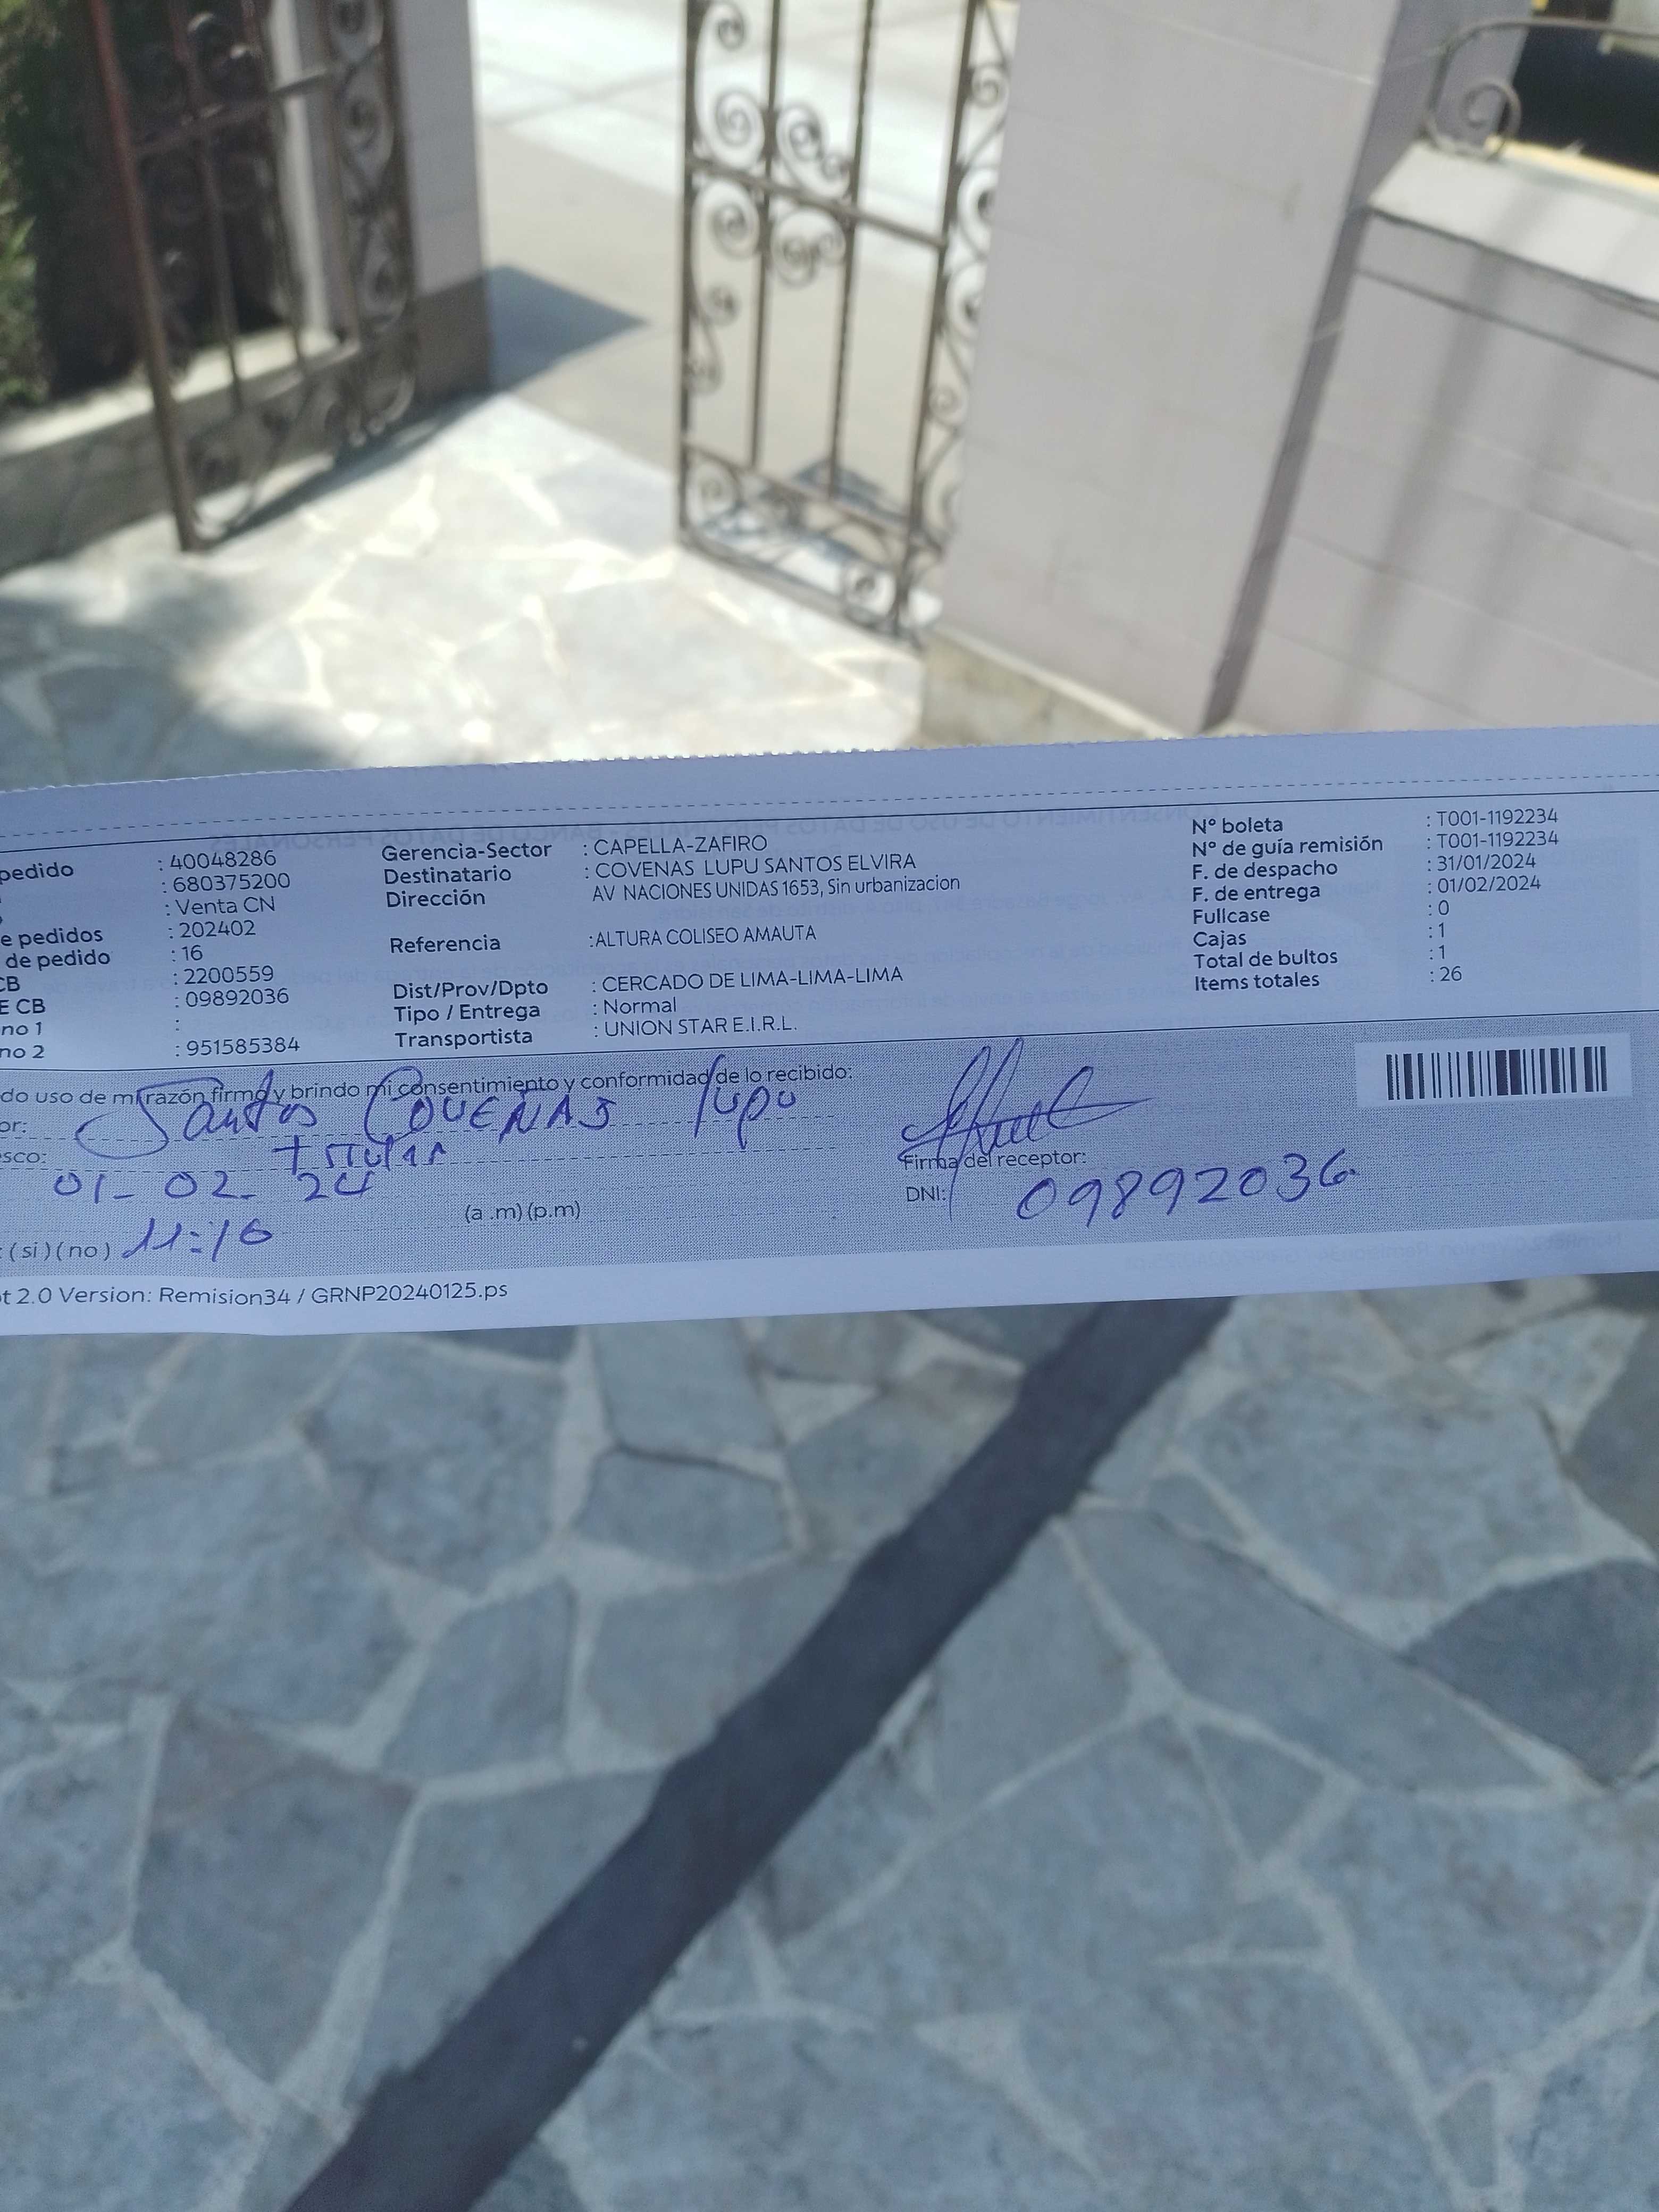 pedido : 40048286
: 680375200
: Venta CN
e pedidos : 202402
de pedido : 16
CB : 2200559
E CB : 09892036
no 1 :
no 2 : 951585384
Gerencia-Sector : CAPELLA-ZAFIRO
Destinatario : COVENAS LUPU SANTOS ELVIRA
Dirección AV NACIONES UNIDAS 1653, Sin urbanizacion
Referencia :ALTURA COLISEO AMAUTA
Dist/Prov/Dpto : CERCADO DE LIMA-LIMA-LIMA
Tipo / Entrega : Normal
Transportista : UNION STAR E.I.R.L.
N° boleta : T001-1192234
N° de guía remisión : T001-1192234
F. de despacho : 31/01/2024
F. de entrega : 01/02/2024
Fullcase : 0
Cajas : 1
Total de bultos : 1
Items totales : 26
do uso de mi razón firmo y brindo mi consentimiento y conformidad de lo recibido:
or: Santos COVEÑAS lupu
sco: titular
01-02-24
(a .m) (p.m)
: (si) (no) 11:16
Firma del receptor:
DNI: 09892036
t 2.0 Version: Remision34 / GRNP20240125.ps